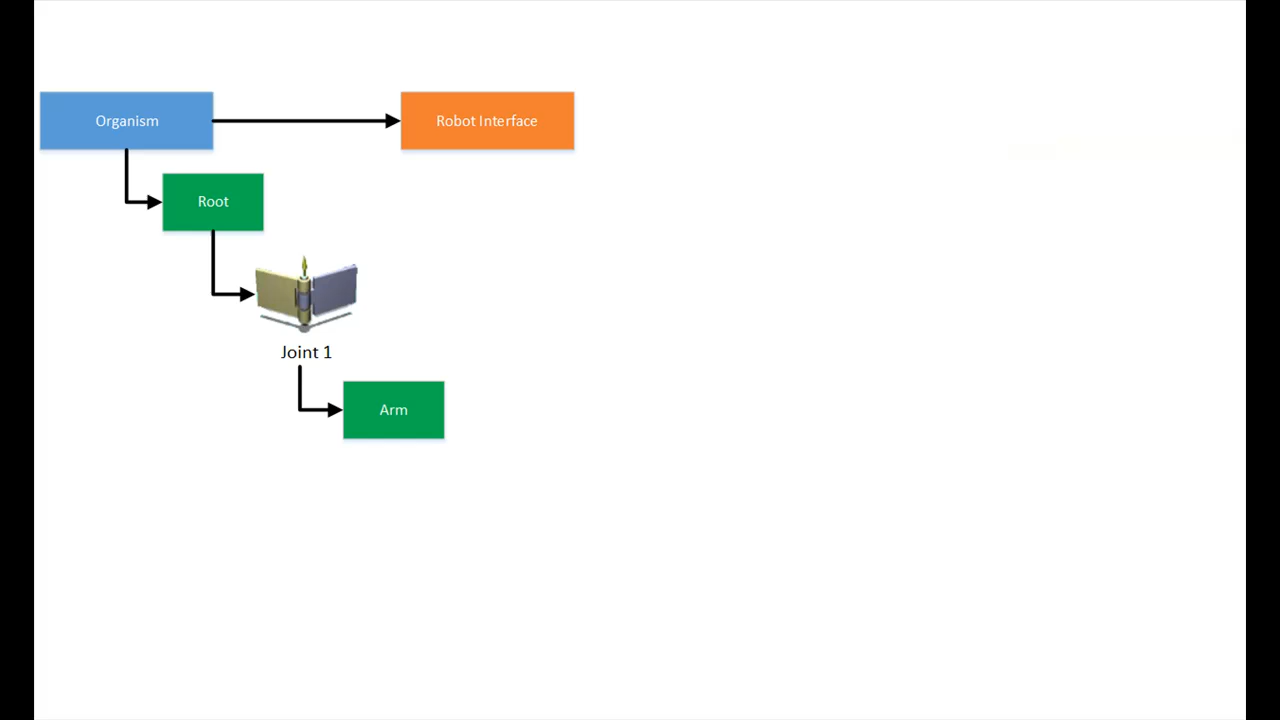 Organism
Robot Interface
Root
Joint 1
Arm